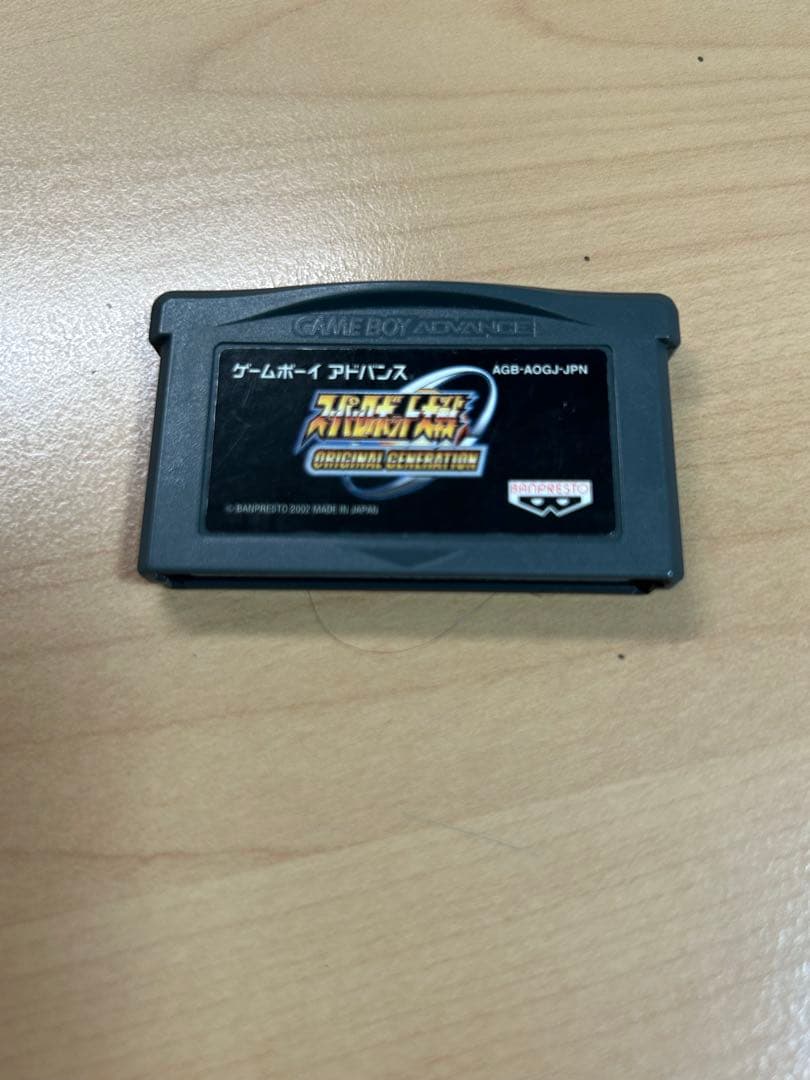 GAME BOY ADVANCE
ゲームボーイ アドバンス
AGB-AOGJ-JPN
スーパーロボット大戦
ORIGINAL GENERATION
BANPRESTO
© BANPRESTO 2002 MADE IN JAPAN